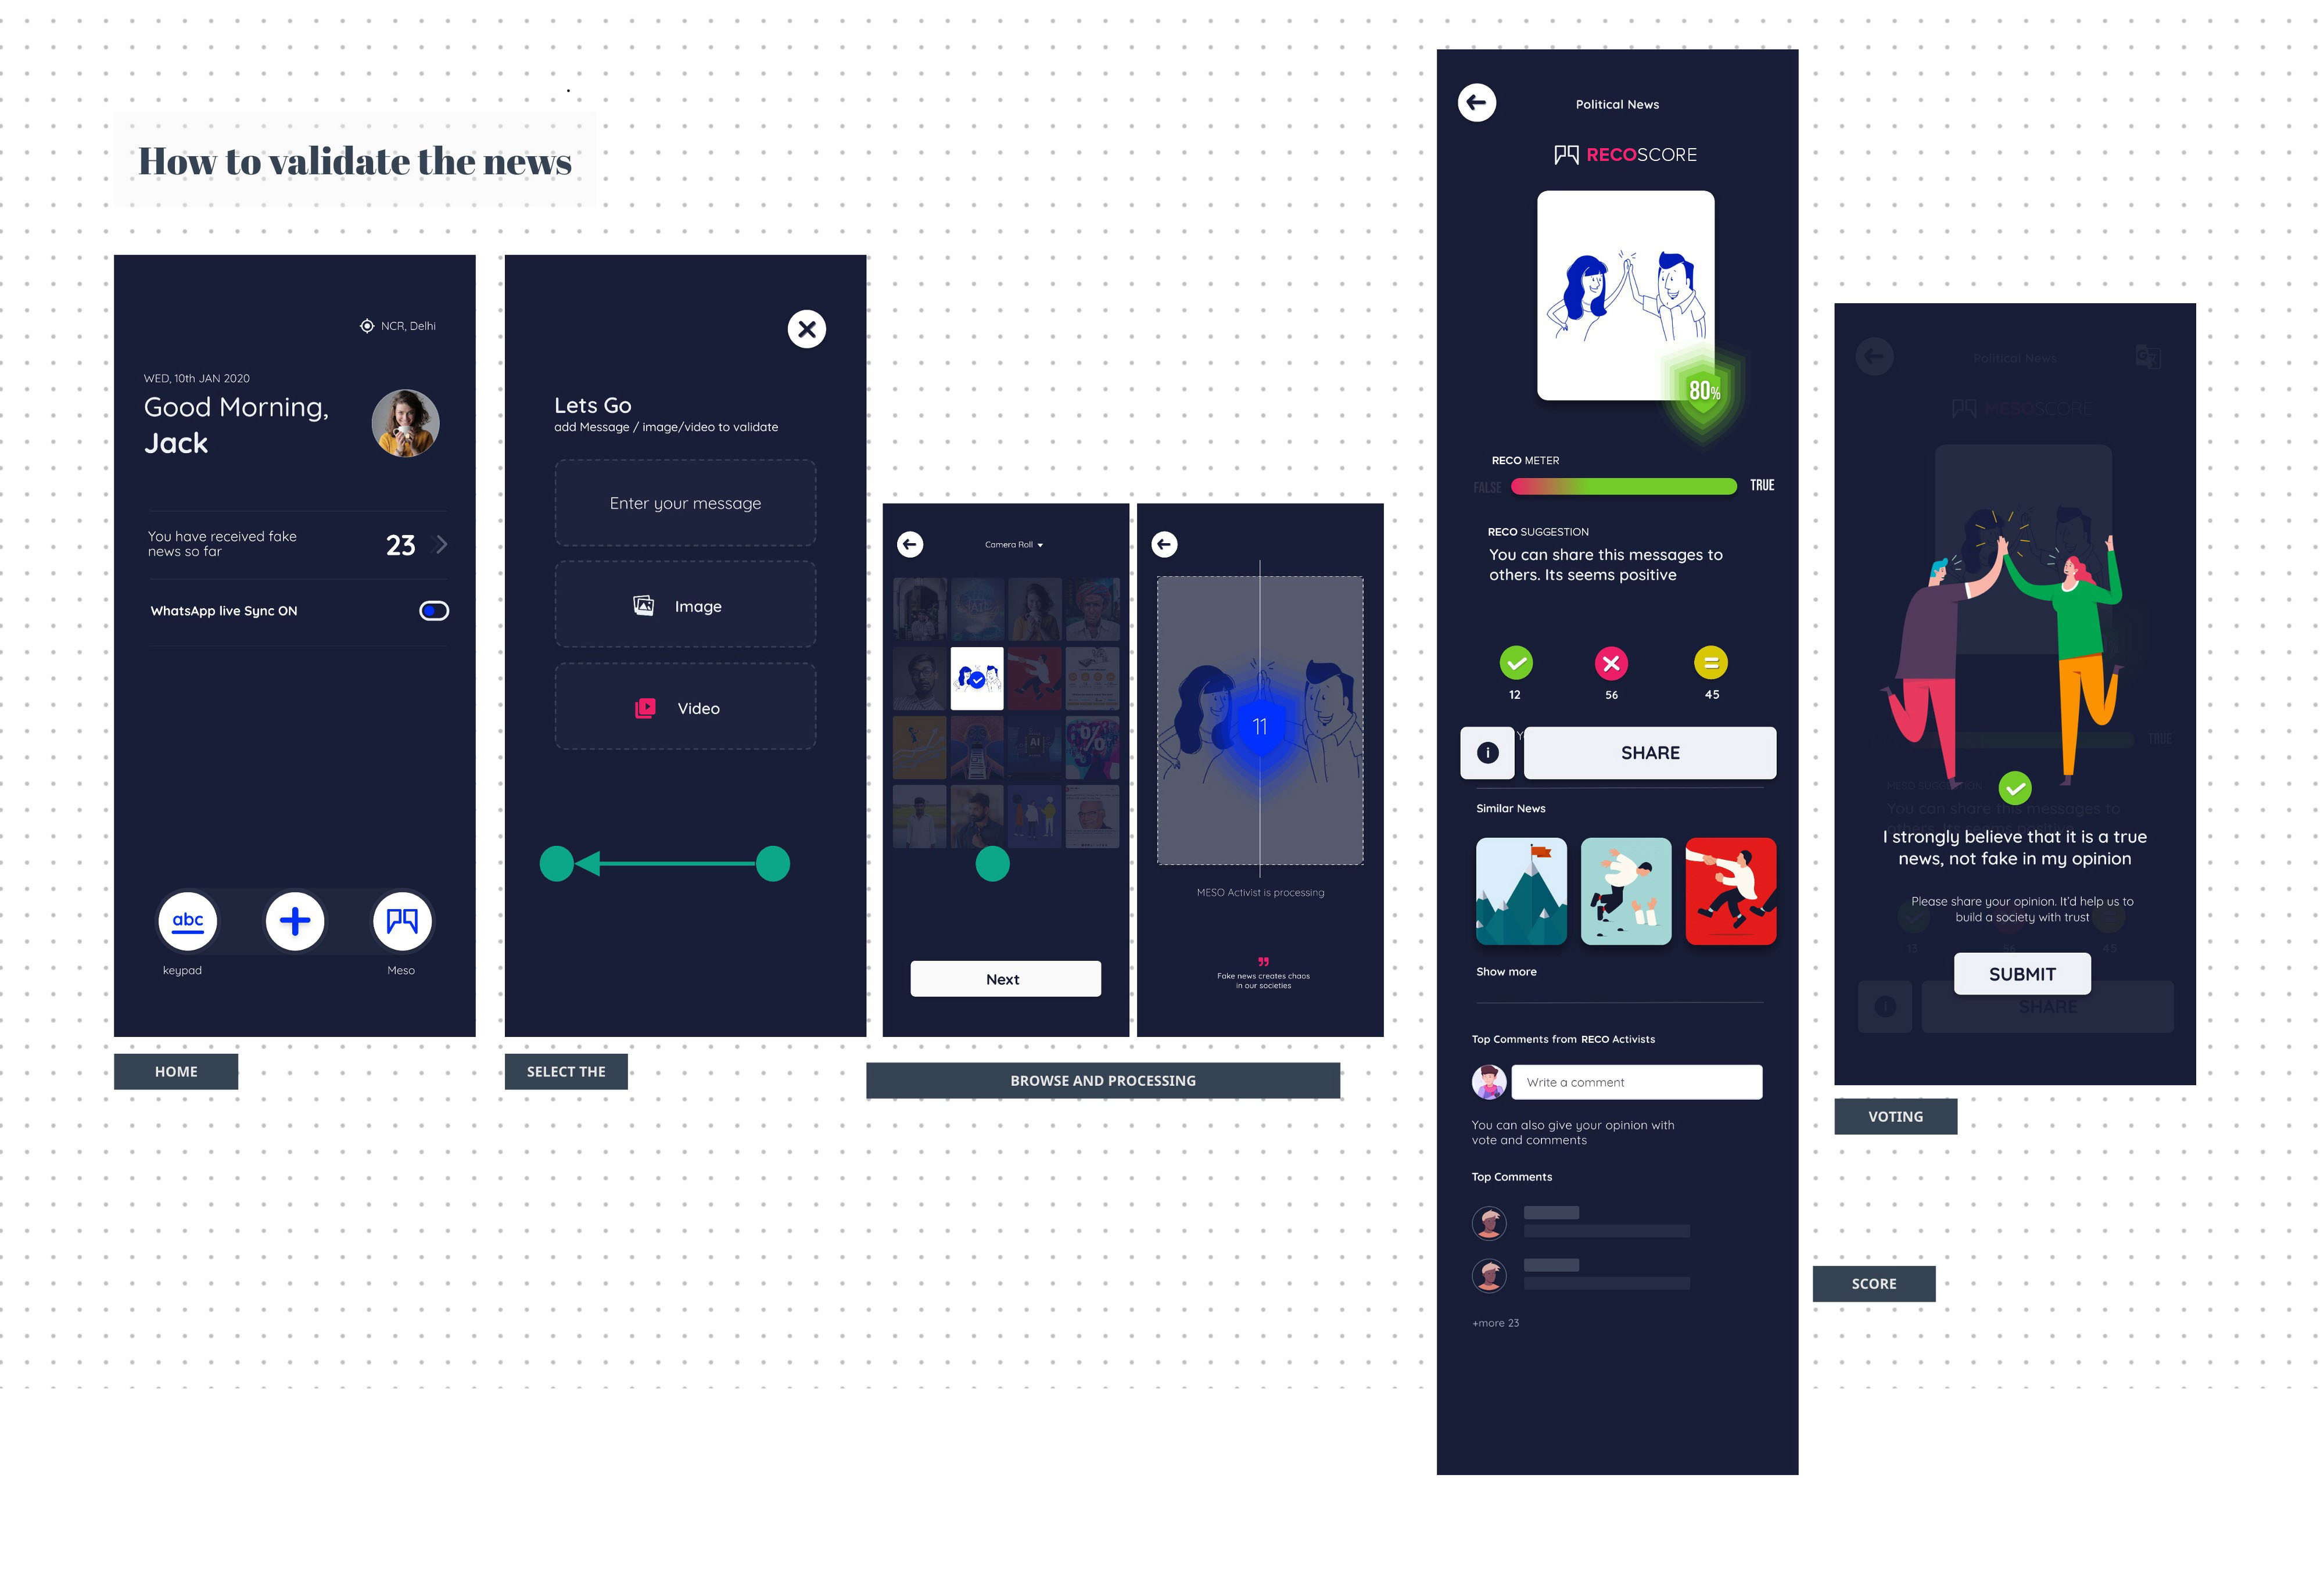 How to validate the news
NCR, Delhi
WED, 10th JAN 2020
Good Morning,
Jack
You have received fake
news so far
23
WhatsApp live Sync ON
abc
keypad
Meso
HOME
Lets Go
add Message / image/video to validate
Enter your message
Image
Video
SELECT THE
Camera Roll
AI
%
Next
11
MESO Activist is processing
Fake news creates chaos
in our societies
BROWSE AND PROCESSING
Political News
RECOSCORE
80%
RECO METER
FALSE
TRUE
RECO SUGGESTION
You can share this messages to
others. Its seems positive
12
56
45
Y
i
SHARE
Similar News
Show more
Top Comments from RECO Activists
Write a comment
You can also give your opinion with
vote and comments
Top Comments
+more 23
Political News
MESOSCORE
TRUE
MESO SUGGESTION
You can share this messages to
I strongly believe that it is a true
news, not fake in my opinion
Please share your opinion. It'd help us to
build a society with trust
13
56
45
SUBMIT
i
SHARE
VOTING
SCORE